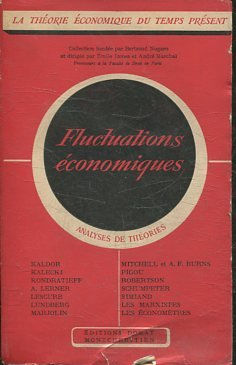 LA THÉORIE ÉCONOMIQUE DU TEMPS PRÉSENT
Collection fondée par Bertrand Nogaro
et dirigée par Émile James et André Marchal
Professeurs à la Faculté de Droit de Paris
Fluctuations
économiques
ANALYSES DE THÉORIES
KALDOR
KALECKI
KONDRATIEFF
A. LERNER
LESCURE
LUNDBERG
MARJOLIN
MITCHELL et A. F. BURNS
PIGOU
ROBERTSON
SCHUMPETER
SIMIAND
LES MARXISTES
LES ÉCONOMÈTRES
ÉDITIONS DOMAT
MONTCHRESTIEN